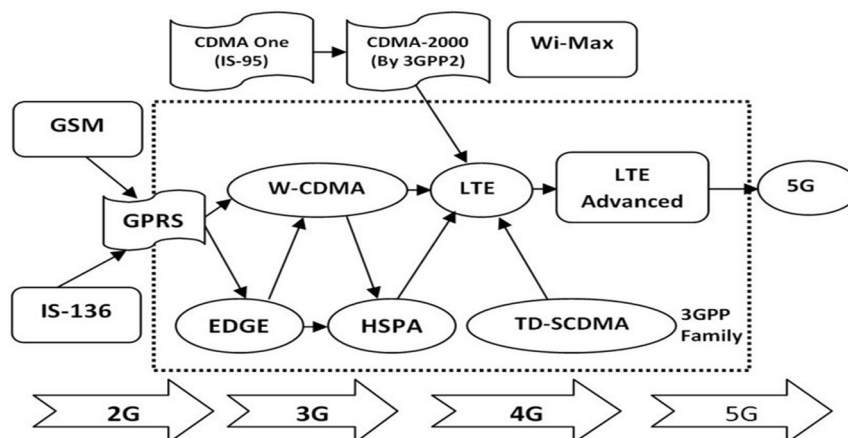 CDMA One
(IS-95)
CDMA-2000
(By 3GPP2)
Wi-Max
GSM
W-CDMA
LTE
LTE
Advanced
5G
GPRS
IS-136
EDGE
HSPA
TD-SCDMA
3GPP
Family
2G
3G
4G
5G